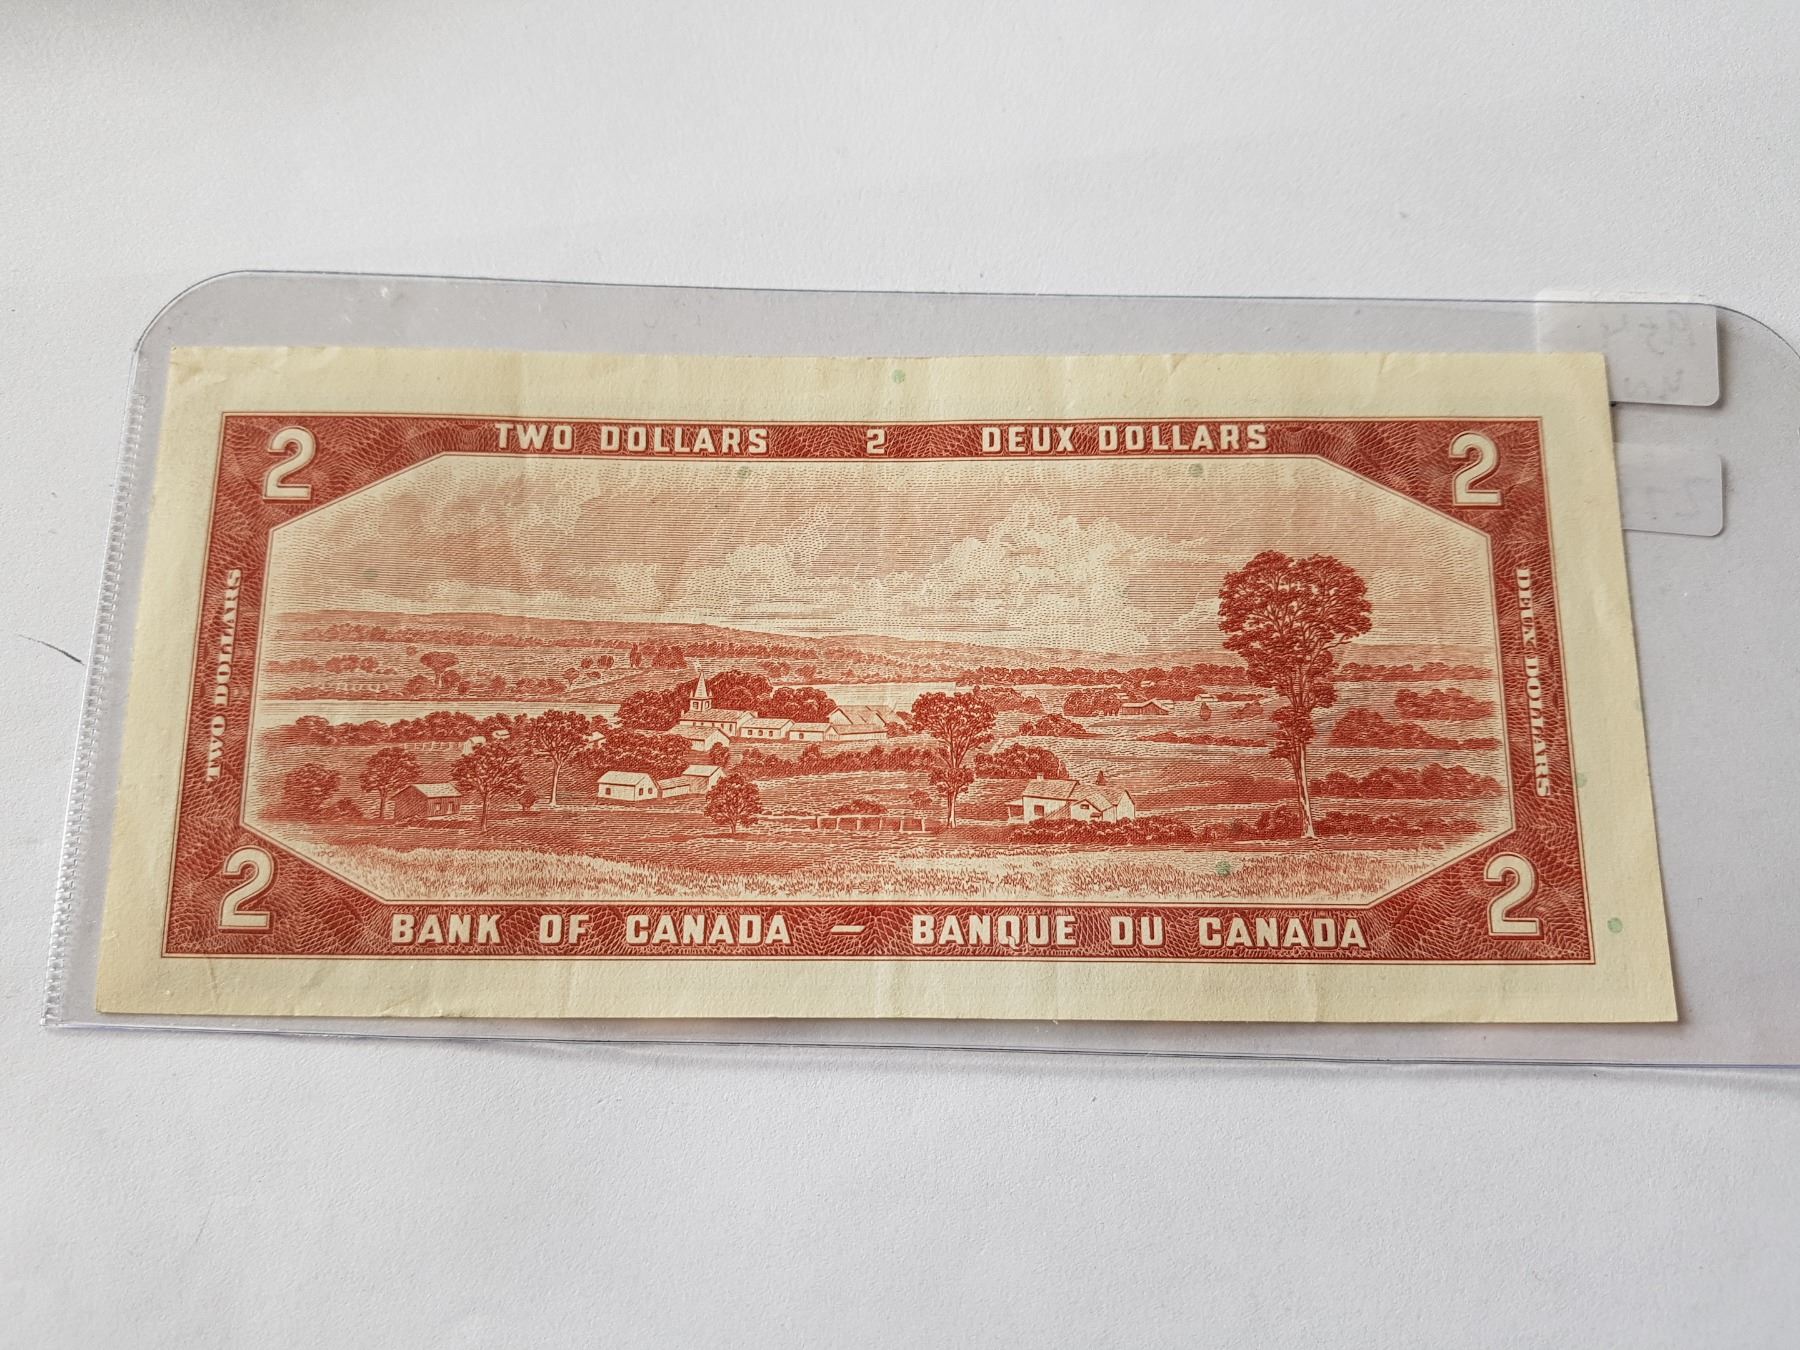 2 TWO DOLLARS 2 DEUX DOLLARS 2
TWO DOLLARS
DEUX DOLLARS
2 BANK OF CANADA — BANQUE DU CANADA 2